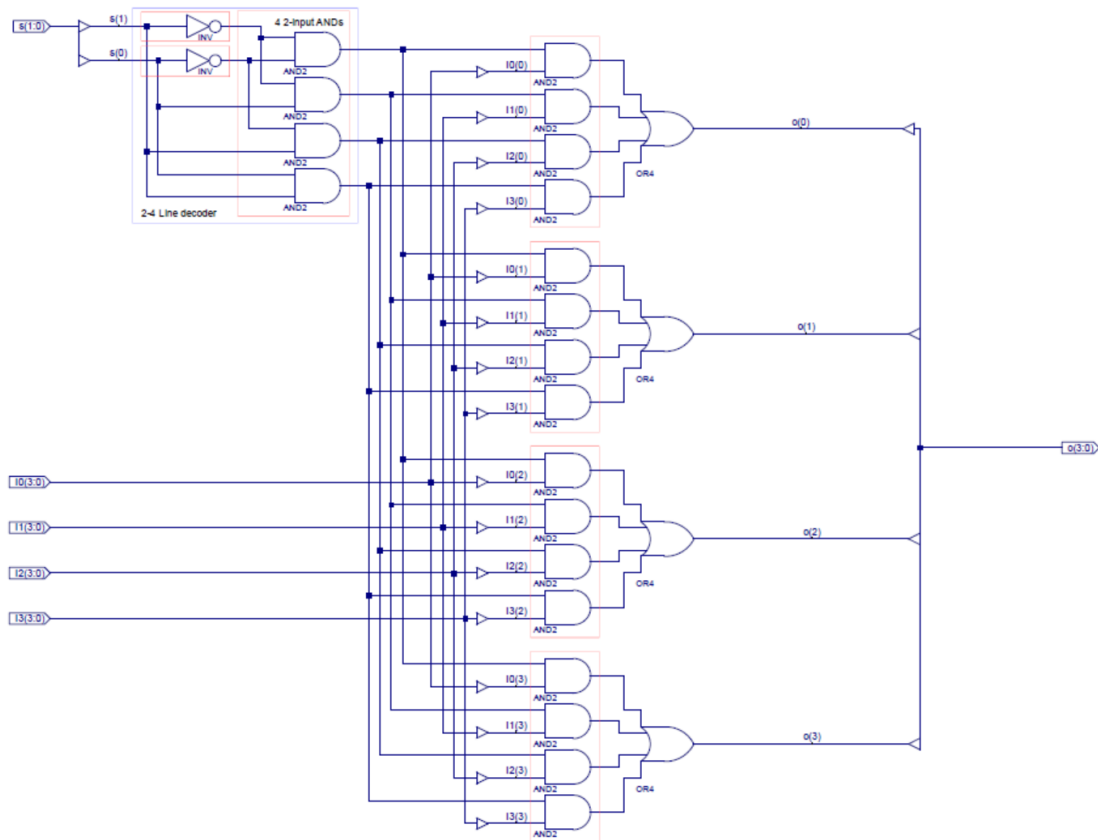 s(1:0)
s(1)
INV
4 2-input ANDs
AND2
s(0)
INV
AND2
AND2
AND2
2-4 Line decoder
I0(0)
AND2
I1(0)
AND2
I2(0)
AND2
I3(0)
AND2
OR4
o(0)
I0(1)
AND2
I1(1)
AND2
I2(1)
AND2
I3(1)
AND2
OR4
o(1)
o(3:0)
I0(3:0)
I1(3:0)
I2(3:0)
I3(3:0)
I0(2)
AND2
I1(2)
AND2
I2(2)
AND2
I3(2)
AND2
OR4
o(2)
I0(3)
AND2
I1(3)
AND2
I2(3)
AND2
I3(3)
AND2
OR4
o(3)